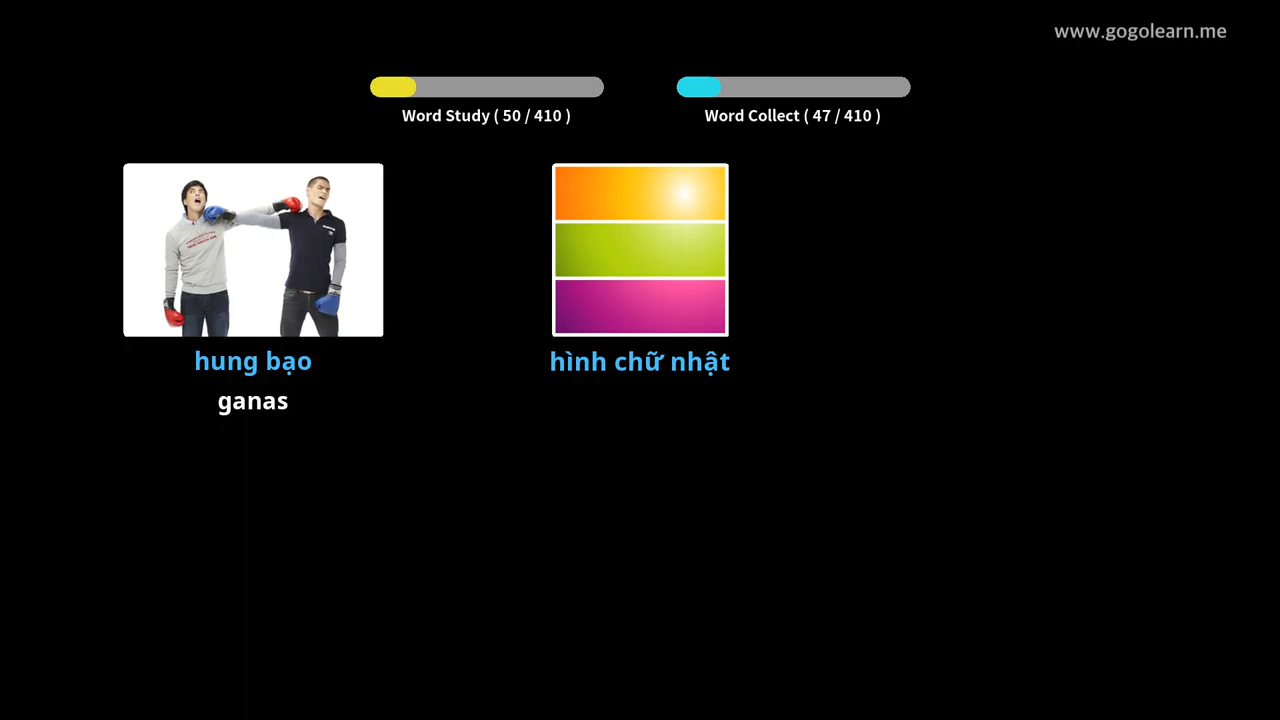 www.gogolearn.me
Word Study ( 50 / 410 )
Word Collect ( 47 / 410 )
hung bạo
ganas
hình chữ nhật